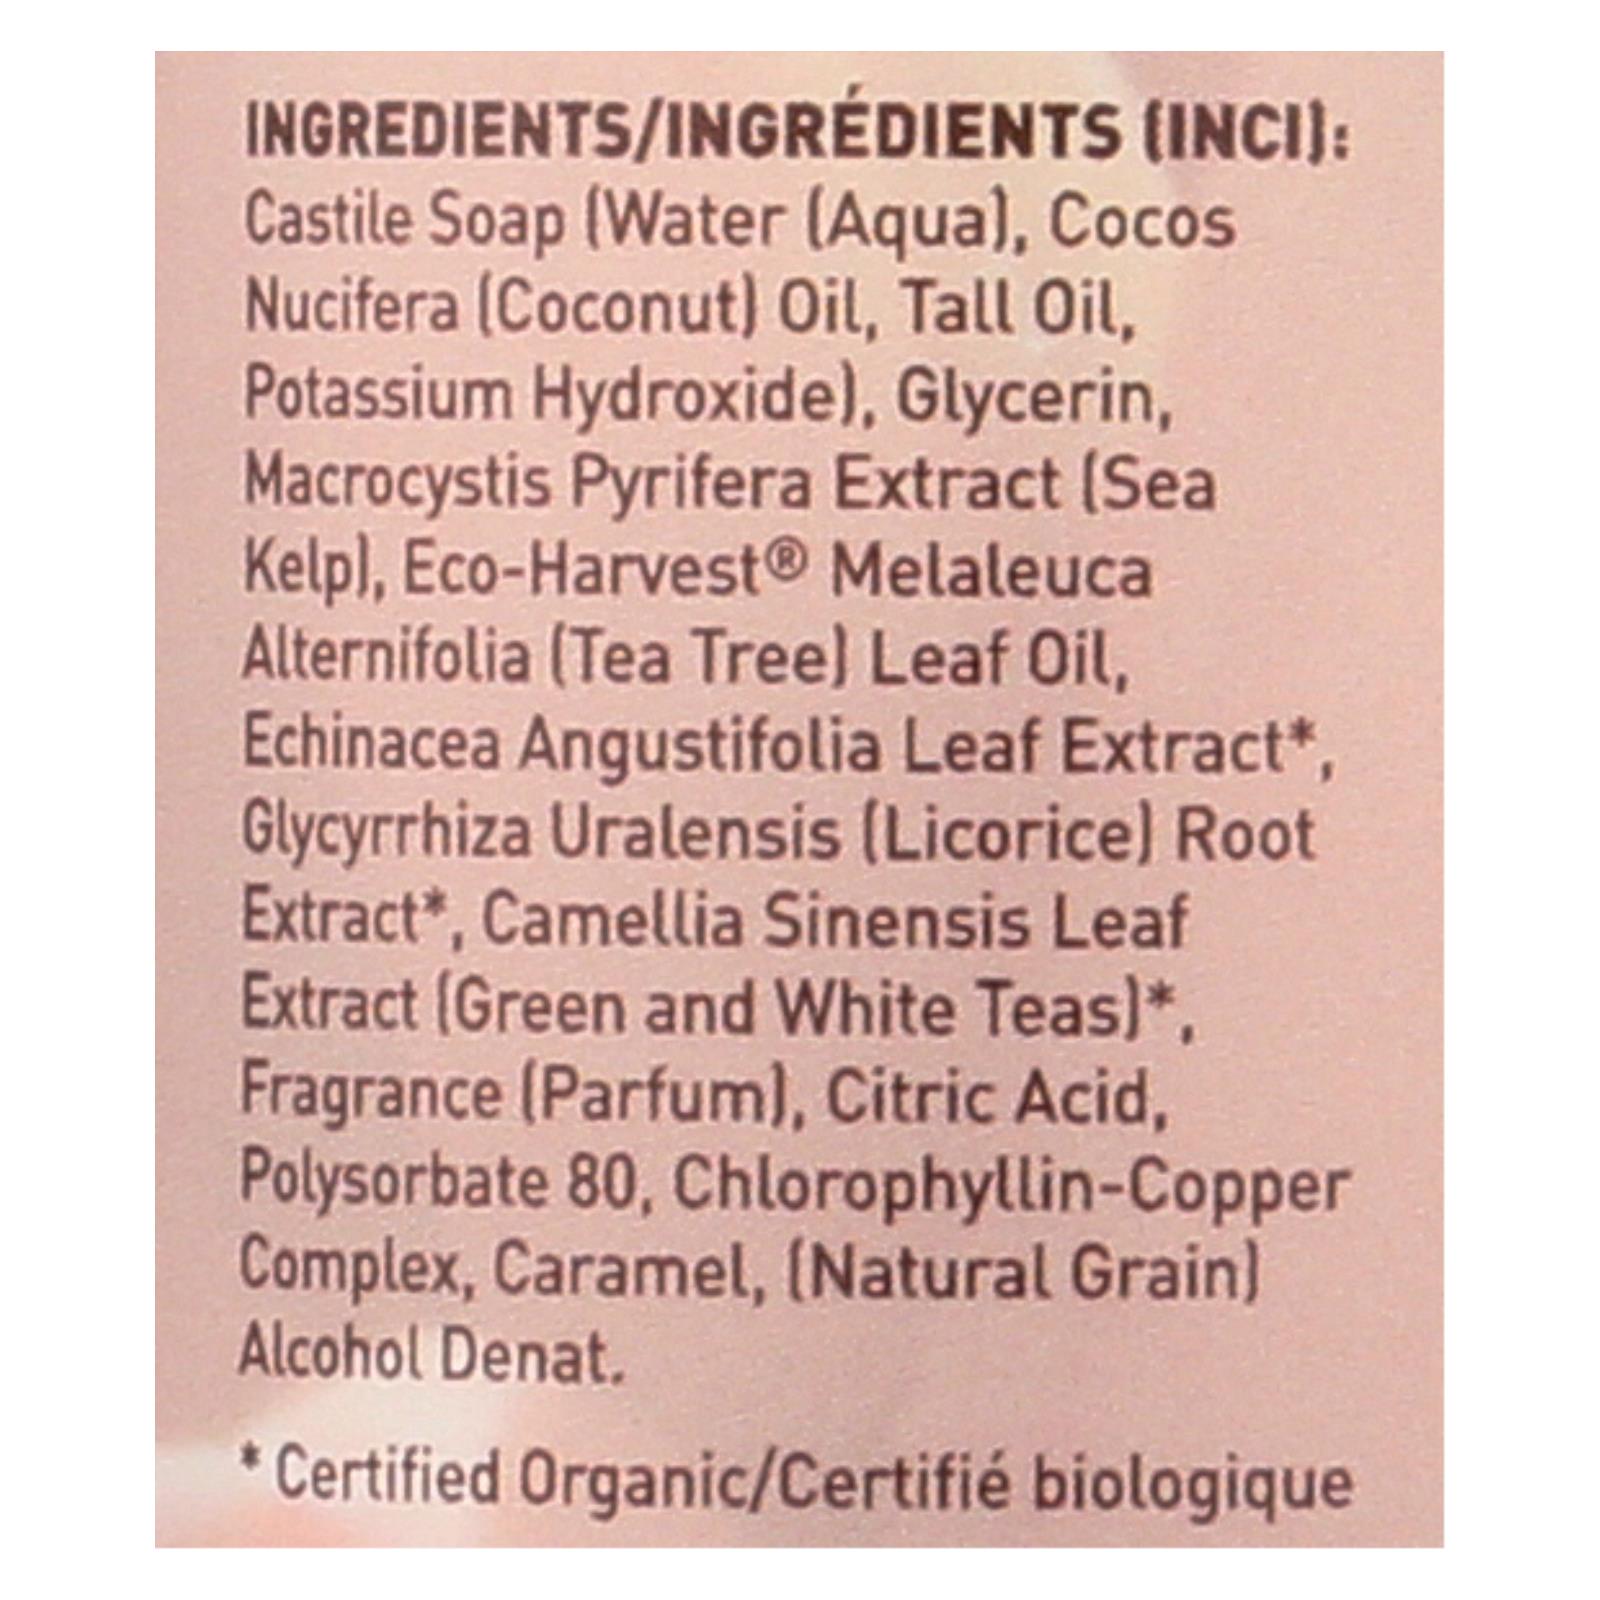 INGREDIENTS/INGRÉDIENTS (INCI):
Castile Soap (Water (Aqua), Cocos
Nucifera (Coconut) Oil, Tall Oil,
Potassium Hydroxide), Glycerin,
Macrocystis Pyrifera Extract (Sea
Kelp), Eco-Harvest® Melaleuca
Alternifolia (Tea Tree) Leaf Oil,
Echinacea Angustifolia Leaf Extract*,
Glycyrrhiza Uralensis (Licorice) Root
Extract*, Camellia Sinensis Leaf
Extract (Green and White Teas)*,
Fragrance (Parfum), Citric Acid,
Polysorbate 80, Chlorophyllin-Copper
Complex, Caramel, (Natural Grain)
Alcohol Denat.
* Certified Organic/Certifié biologique